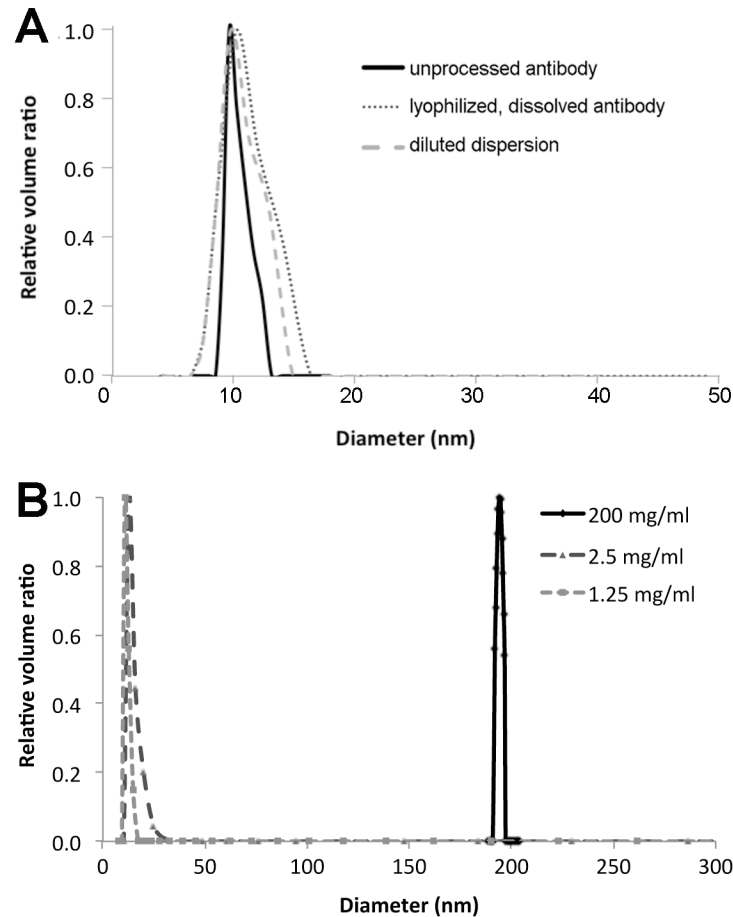 A
Relative volume ratio
1.0
0.8
0.6
0.4
0.2
0.0
unprocessed antibody
lyophilized, dissolved antibody
diluted dispersion
0 10 20 30 40 50
Diameter (nm)
B
Relative volume ratio
1.0
0.8
0.6
0.4
0.2
0.0
200 mg/ml
2.5 mg/ml
1.25 mg/ml
0 50 100 150 200 250 300
Diameter (nm)